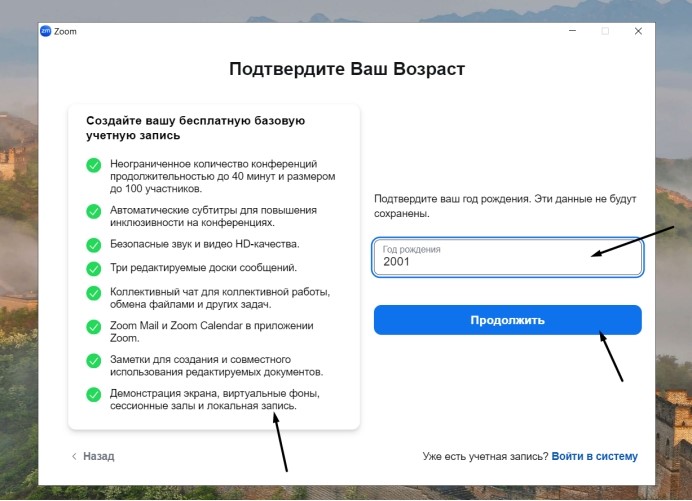 zm Zoom
Подтвердите Ваш Возраст
Создайте вашу бесплатную базовую
учетную запись
Неограниченное количество конференций
продолжительностью до 40 минут и размером
до 100 участников.
Автоматические субтитры для повышения
инклюзивности на конференциях.
Безопасные звук и видео HD-качества.
Три редактируемые доски сообщений.
Коллективный чат для коллективной работы,
обмена файлами и других задач.
Zoom Mail и Zoom Calendar в приложении
Zoom.
Заметки для создания и совместного
использования редактируемых документов.
Демонстрация экрана, виртуальные фоны,
сессионные залы и локальная запись.
Подтвердите ваш год рождения. Эти данные не будут
сохранены.
Год рождения
2001
Продолжить
Назад
Уже есть учетная запись? Войти в систему